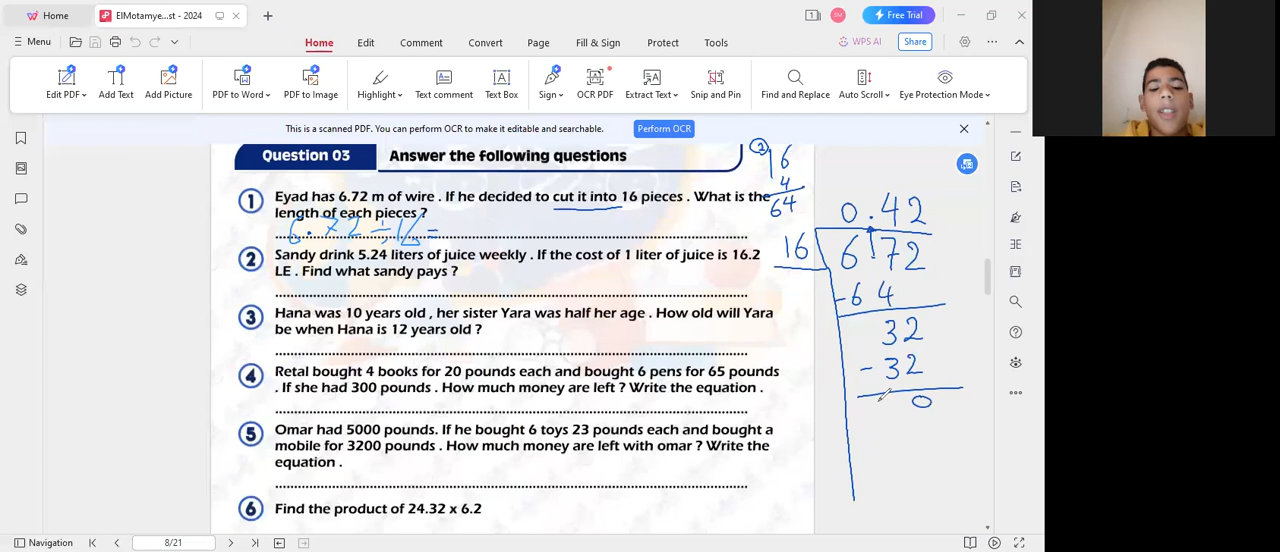 Home
ElMotamye...st - 2024
1
Free Trial
Menu
Home
Edit
Comment
Convert
Page
Fill & Sign
Protect
Tools
WPS AI
Share
Edit PDF
Add Text
Add Picture
PDF to Word
PDF to Image
Highlight
Text comment
Text Box
Sign
OCR PDF
Extract Text
Snip and Pin
Find and Replace
Auto Scroll
Eye Protection Mode
This is a scanned PDF. You can perform OCR to make it editable and searchable.
Perform OCR
Question 03 Answer the following questions
1 Eyad has 6.72 m of wire . If he decided to cut it into 16 pieces . What is the
length of each pieces ?
6.72 ÷ 16 =
2 Sandy drink 5.24 liters of juice weekly . If the cost of 1 liter of juice is 16.2
LE . Find what sandy pays ?
3 Hana was 10 years old , her sister Yara was half her age . How old will Yara
be when Hana is 12 years old ?
4 Retal bought 4 books for 20 pounds each and bought 6 pens for 65 pounds
. If she had 300 pounds . How much money are left ? Write the equation .
5 Omar had 5000 pounds. If he bought 6 toys 23 pounds each and bought a
mobile for 3200 pounds . How much money are left with omar ? Write the
equation .
6 Find the product of 24.32 x 6.2
2
16
4
64
0.42
16 6.72
-64
32
-32
0
Navigation
8/21